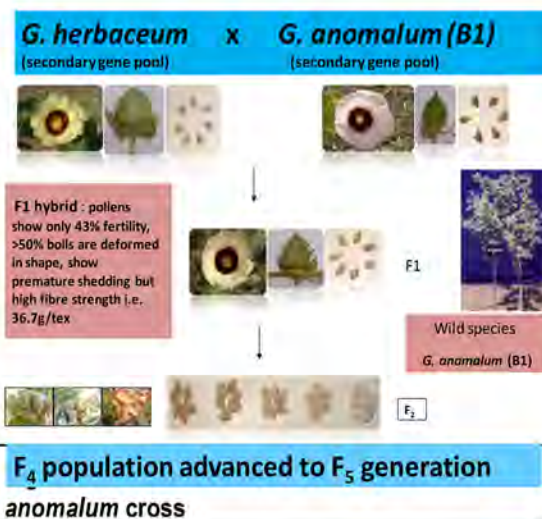 G. herbaceum x G. anomalum (B1)
(secondary gene pool) (secondary gene pool)
F1 hybrid : pollens
show only 43% fertility,
>50% bolls are deformed
in shape, show
premature shedding but
high fibre strength i.e.
36.7g/tex
F1
Wild species
G. anamalum (B1)
F2
F4 population advanced to F5 generation
anomalum cross